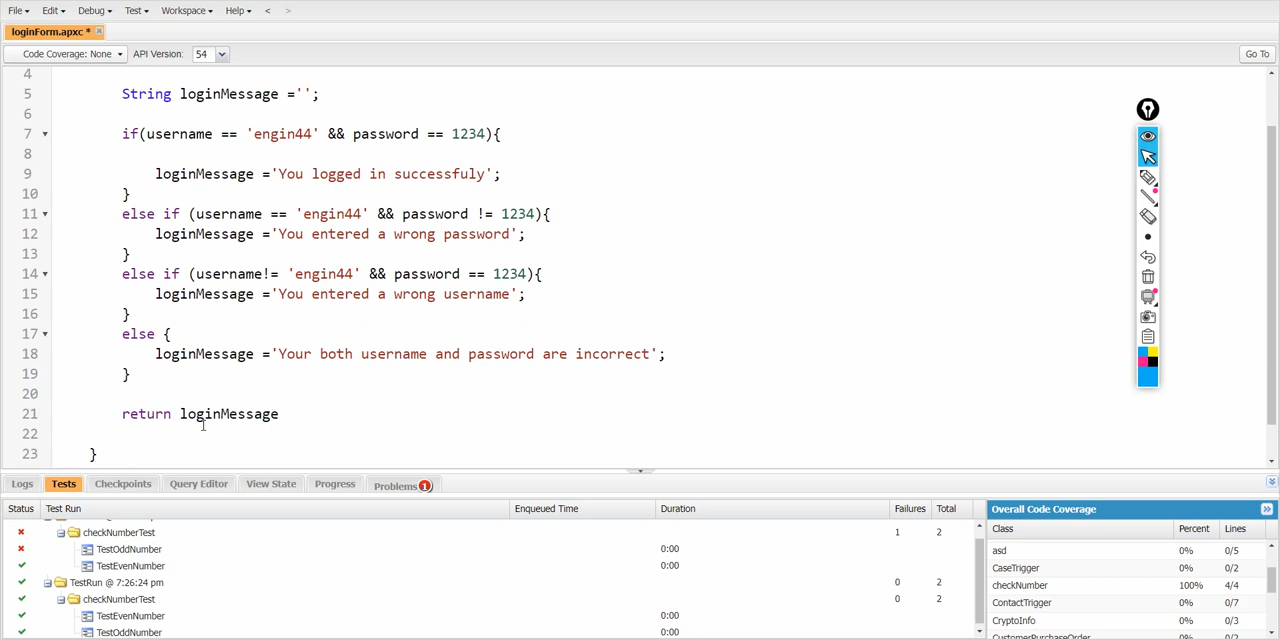 File Edit Debug Test Workspace Help < >
loginForm.apxc *
Code Coverage: None API Version: 54 Go To
4
5 String loginMessage ='';
6
7 if(username == 'engin44' && password == 1234){
8
9 loginMessage ='You logged in successfuly';
10 }
11 else if (username == 'engin44' && password != 1234){
12 loginMessage ='You entered a wrong password';
13 }
14 else if (username!= 'engin44' && password == 1234){
15 loginMessage ='You entered a wrong username';
16 }
17 else {
18 loginMessage ='Your both username and password are incorrect';
19 }
20
21 return loginMessage
22
23 }
Logs Tests Checkpoints Query Editor View State Progress Problems 1
Status Test Run Enqueued Time Duration Failures Total
checkNumberTest 1 2
TestOddNumber 0:00
TestEvenNumber 0:00
TestRun @ 7:26:24 pm 0 2
checkNumberTest 0 2
TestEvenNumber 0:00
TestOddNumber 0:00
Overall Code Coverage
Class Percent Lines
asd 0% 0/5
CaseTrigger 0% 0/2
checkNumber 100% 4/4
ContactTrigger 0% 0/7
CryptoInfo 0% 0/3
CustomerPurchaseOrder 0% 0/2